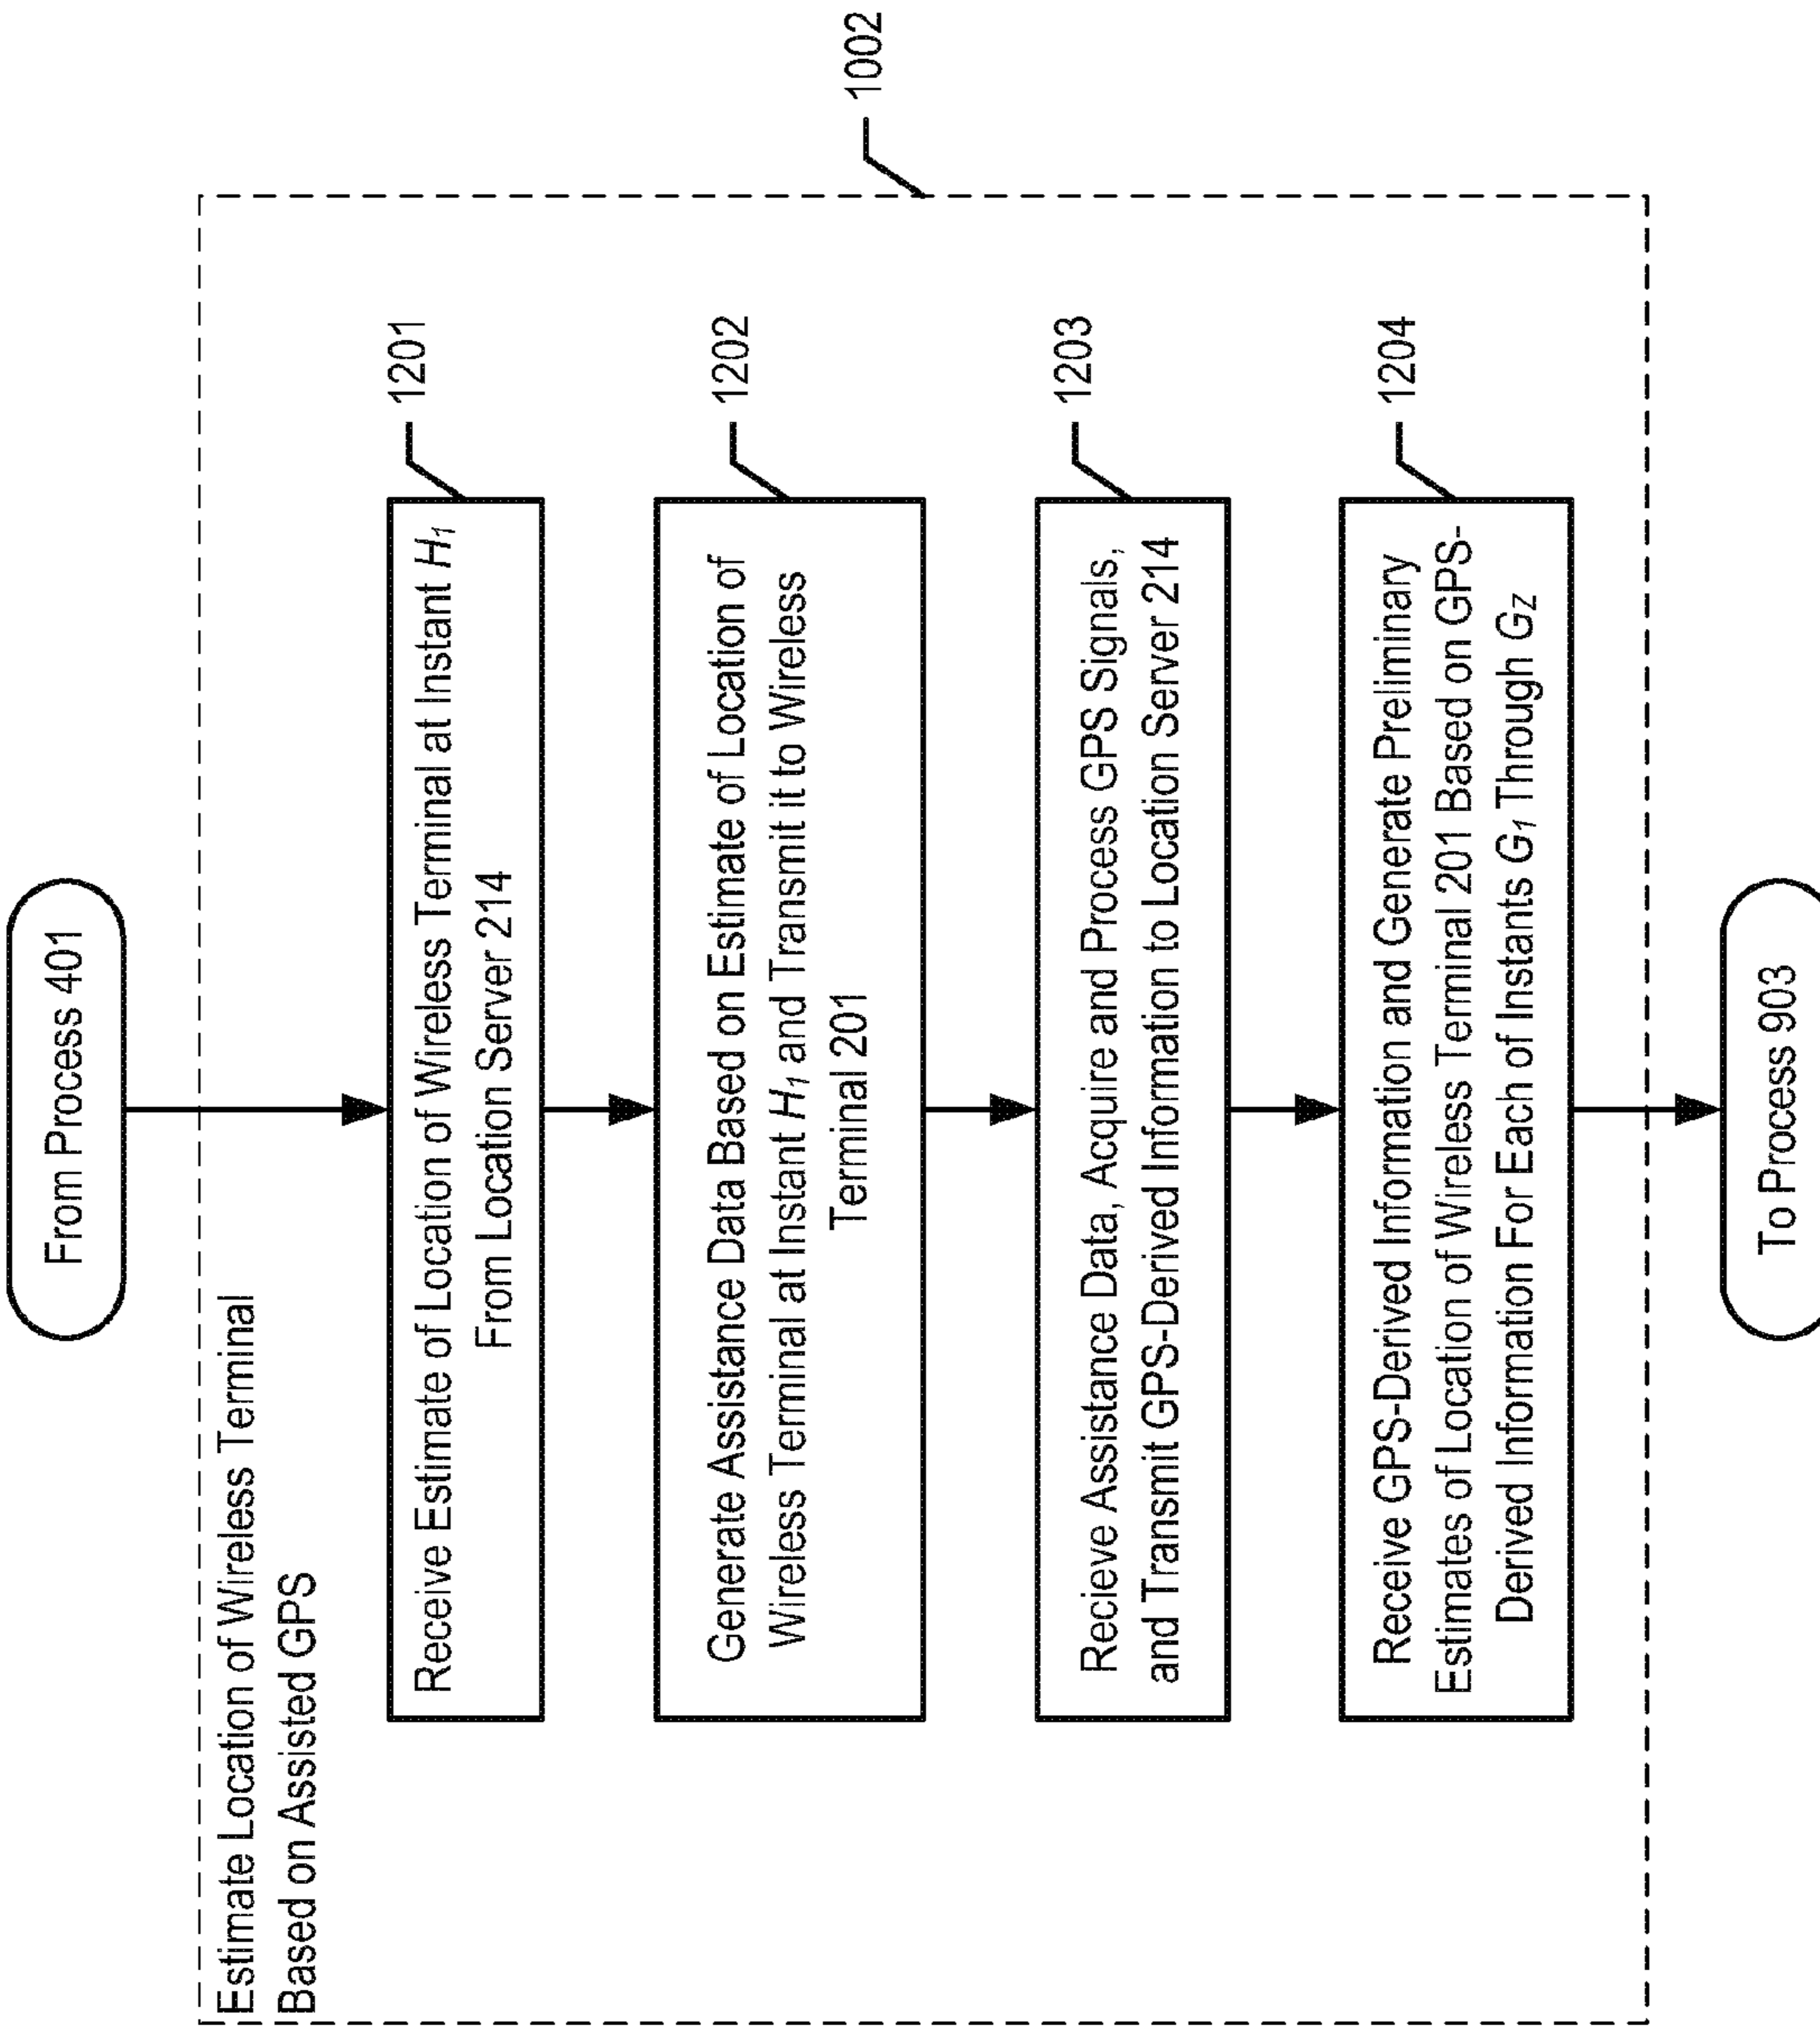 From Process 401
Estimate Location of Wireless Terminal
Based on Assisted GPS
1002
Receive Estimate of Location of Wireless Terminal at Instant H1
From Location Server 214
1201
Generate Assistance Data Based on Estimate of Location of
Wireless Terminal at Instant H1 and Transmit it to Wireless
Terminal 201
1202
Recieve Assistance Data, Acquire and Process GPS Signals,
and Transmit GPS-Derived Information to Location Server 214
1203
Receive GPS-Derived Information and Generate Preliminary
Estimates of Location of Wireless Terminal 201 Based on GPS-
Derived Information For Each of Instants G1 Through GZ
1204
To Process 903